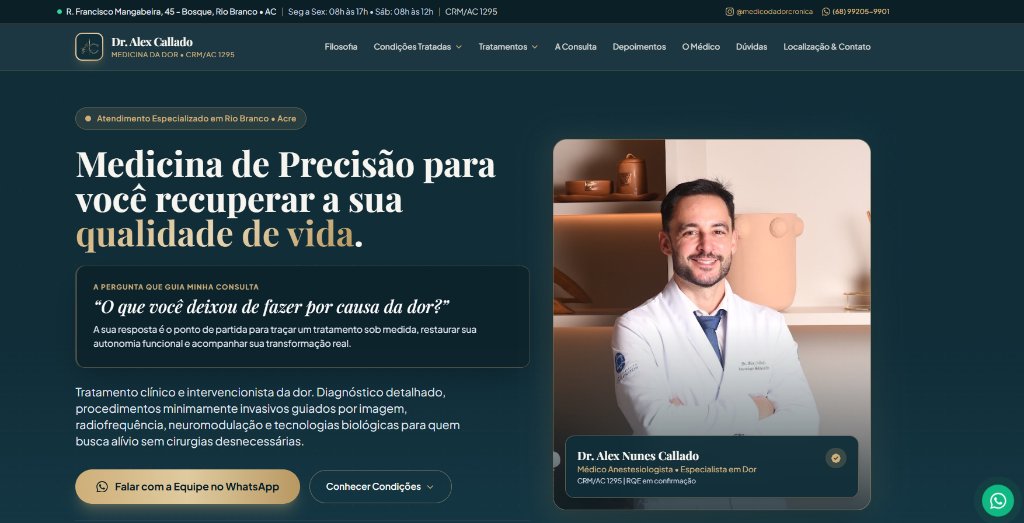 R. Francisco Mangabeira, 45 - Bosque, Rio Branco • AC | Seg a Sex: 08h às 17h • Sáb: 08h às 12h | CRM/AC 1295
@medicodadorcronica (68) 99205-9901
Dr. Alex Callado
MEDICINA DA DOR • CRM/AC 1295
Filosofia Condições Tratadas Tratamentos A Consulta Depoimentos O Médico Dúvidas Localização & Contato
Atendimento Especializado em Rio Branco • Acre
Medicina de Precisão para
você recuperar a sua
qualidade de vida.
A PERGUNTA QUE GUIA MINHA CONSULTA
“O que você deixou de fazer por causa da dor?”
A sua resposta é o ponto de partida para traçar um tratamento sob medida, restaurar sua
autonomia funcional e acompanhar sua transformação real.
Tratamento clínico e intervencionista da dor. Diagnóstico detalhado,
procedimentos minimamente invasivos guiados por imagem,
radiofrequência, neuromodulação e tecnologias biológicas para quem
busca alívio sem cirurgias desnecessárias.
Falar com a Equipe no WhatsApp
Conhecer Condições
Dr. Alex Nunes Callado
Médico Anestesiologista • Especialista em Dor
CRM/AC 1295 | RQE em confirmação